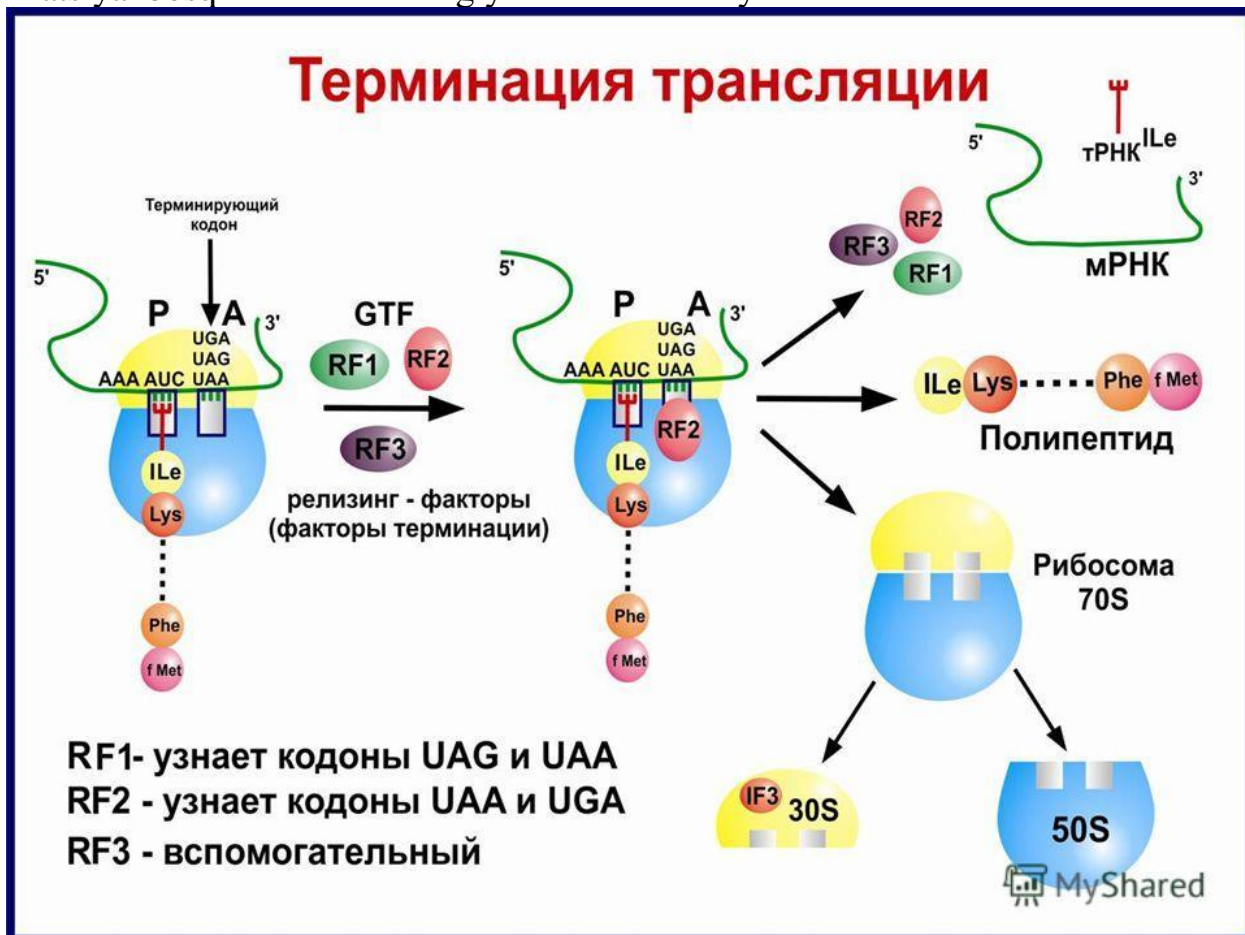 Терминация трансляции
5'
тРНК ILe
3'
мРНК
Терминирующий
кодон
5'
P A
3'
UGA
UAG
AAA AUC UAA
ILe
Lys
Phe
f Met
GTF
RF1
RF2
RF3
релизинг - факторы
(факторы терминации)
5'
P A
3'
UGA
UAG
AAA AUC UAA
RF2
ILe
Lys
Phe
f Met
RF2
RF3
RF1
ILe Lys Phe f Met
Полипептид
Рибосома
70S
IF3 30S
50S
RF1- узнает кодоны UAG и UAA
RF2 - узнает кодоны UAA и UGA
RF3 - вспомогательный
MyShared